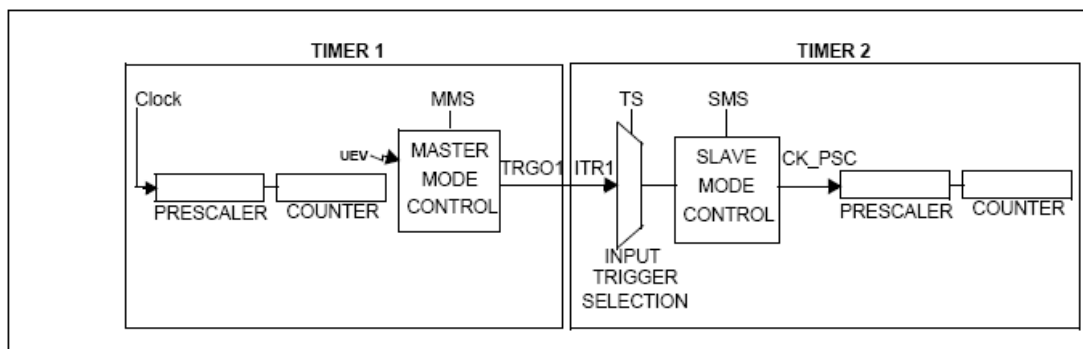 TIMER 1
TIMER 2
Clock
MMS
TS
SMS
UEV
MASTER
MODE
CONTROL
TRGO1
ITR1
SLAVE
MODE
CONTROL
CK_PSC
PRESCALER
COUNTER
PRESCALER
COUNTER
INPUT
TRIGGER
SELECTION